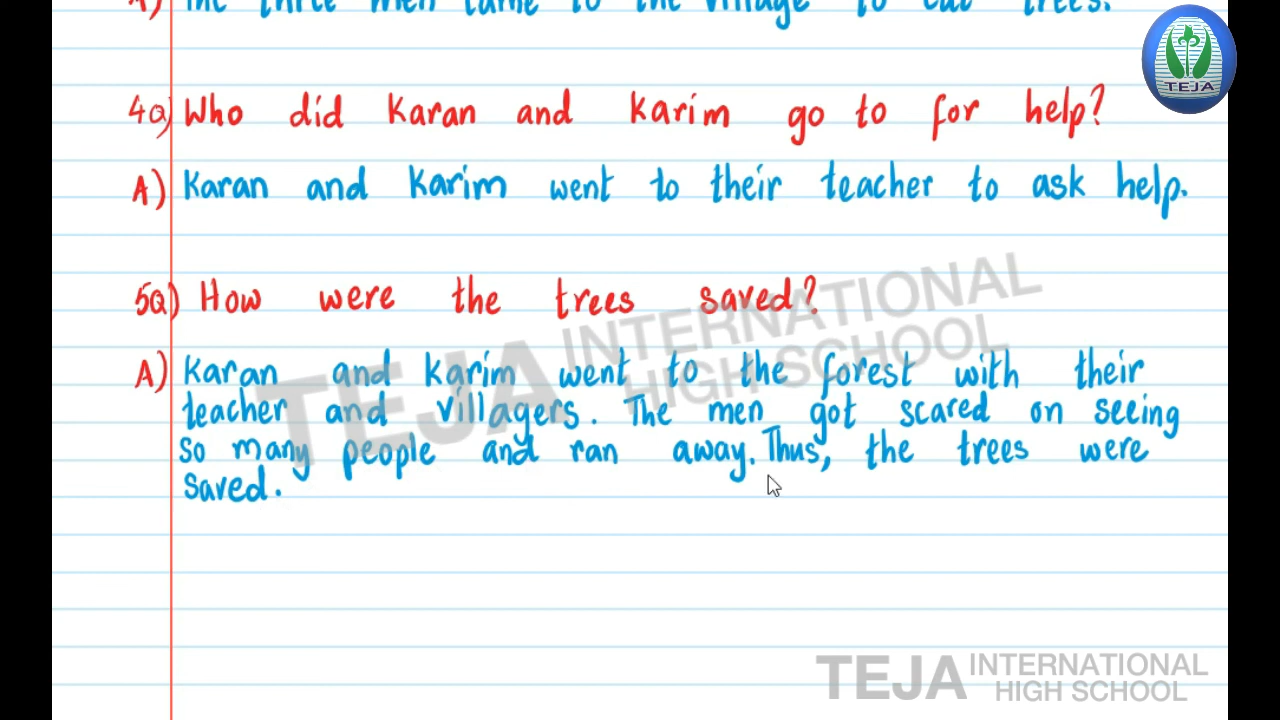 A) The three men came to the village to cut trees.
TEJA
4Q) Who did Karan and Karim go to for help?
A) Karan and Karim went to their teacher to ask help.
5Q) How were the trees saved?
A) Karan and Karim went to the forest with their
teacher and villagers. The men got scared on seeing
so many people and ran away. Thus, the trees were
saved.
TEJA INTERNATIONAL
HIGH SCHOOL
TEJA INTERNATIONAL
HIGH SCHOOL